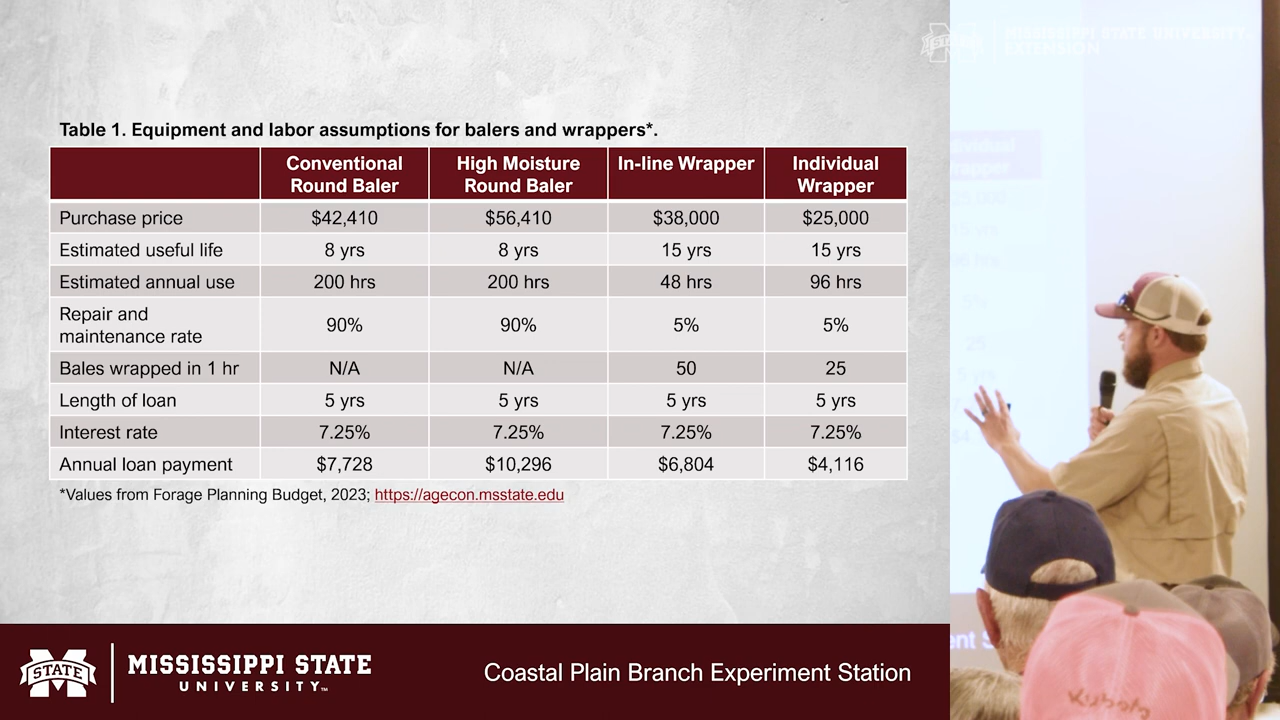 MISSISSIPPI STATE UNIVERSITY
EXTENSION
Table 1. Equipment and labor assumptions for balers and wrappers*.
Conventional Round Baler High Moisture Round Baler In-line Wrapper Individual Wrapper
Purchase price $42,410 $56,410 $38,000 $25,000
Estimated useful life 8 yrs 8 yrs 15 yrs 15 yrs
Estimated annual use 200 hrs 200 hrs 48 hrs 96 hrs
Repair and
maintenance rate 90% 90% 5% 5%
Bales wrapped in 1 hr N/A N/A 50 25
Length of loan 5 yrs 5 yrs 5 yrs 5 yrs
Interest rate 7.25% 7.25% 7.25% 7.25%
Annual loan payment $7,728 $10,296 $6,804 $4,116
*Values from Forage Planning Budget, 2023; https://agecon.msstate.edu
STATE
MISSISSIPPI STATE
UNIVERSITY™
Coastal Plain Branch Experiment Station
Kubota